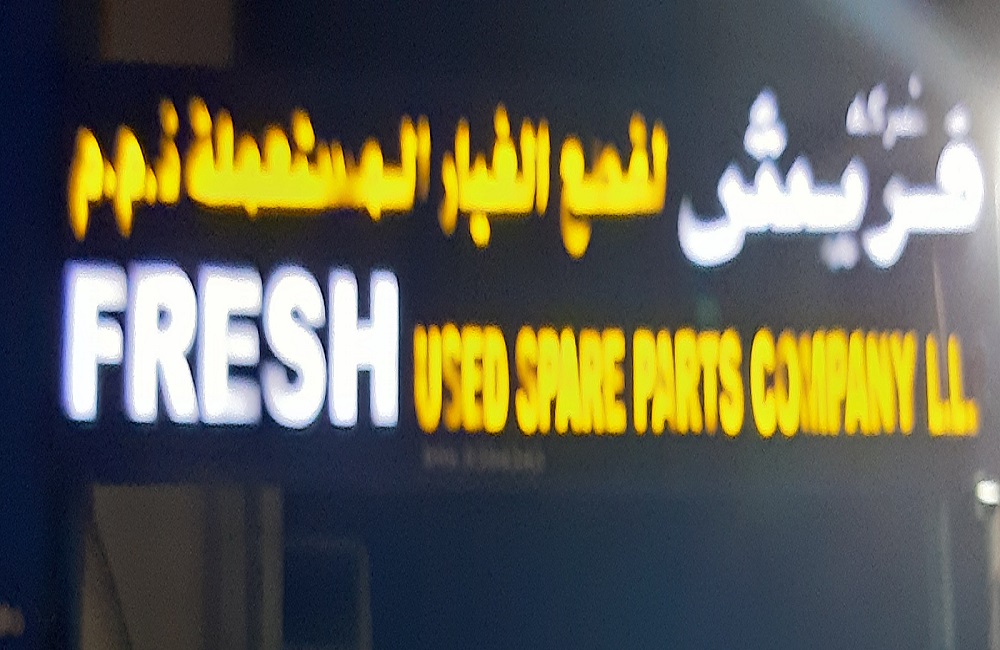 شركة فريش لقطع الغيار المستعملة ذ.م.م
FRESH USED SPARE PARTS COMPANY L.L.